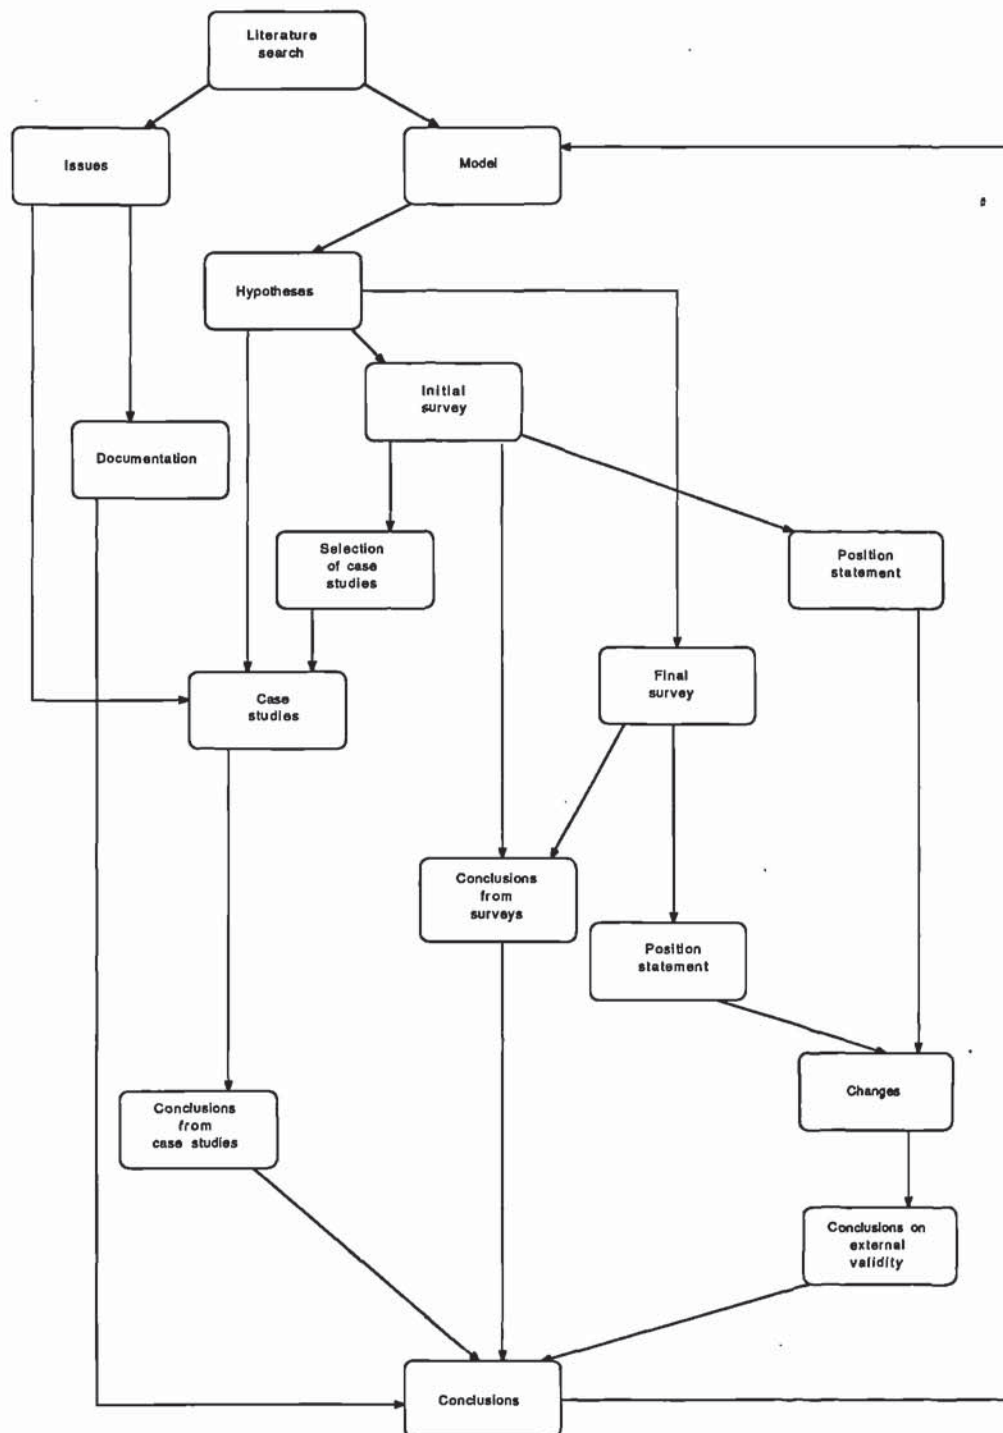 Literature
search
Issues
Model
Hypotheses
Initial
survey
Documentation
Selection
of case
studies
Position
statement
Case
studies
Final
survey
Conclusions
from
surveys
Position
statement
Changes
Conclusions
from
case studies
Conclusions on
external
validity
Conclusions